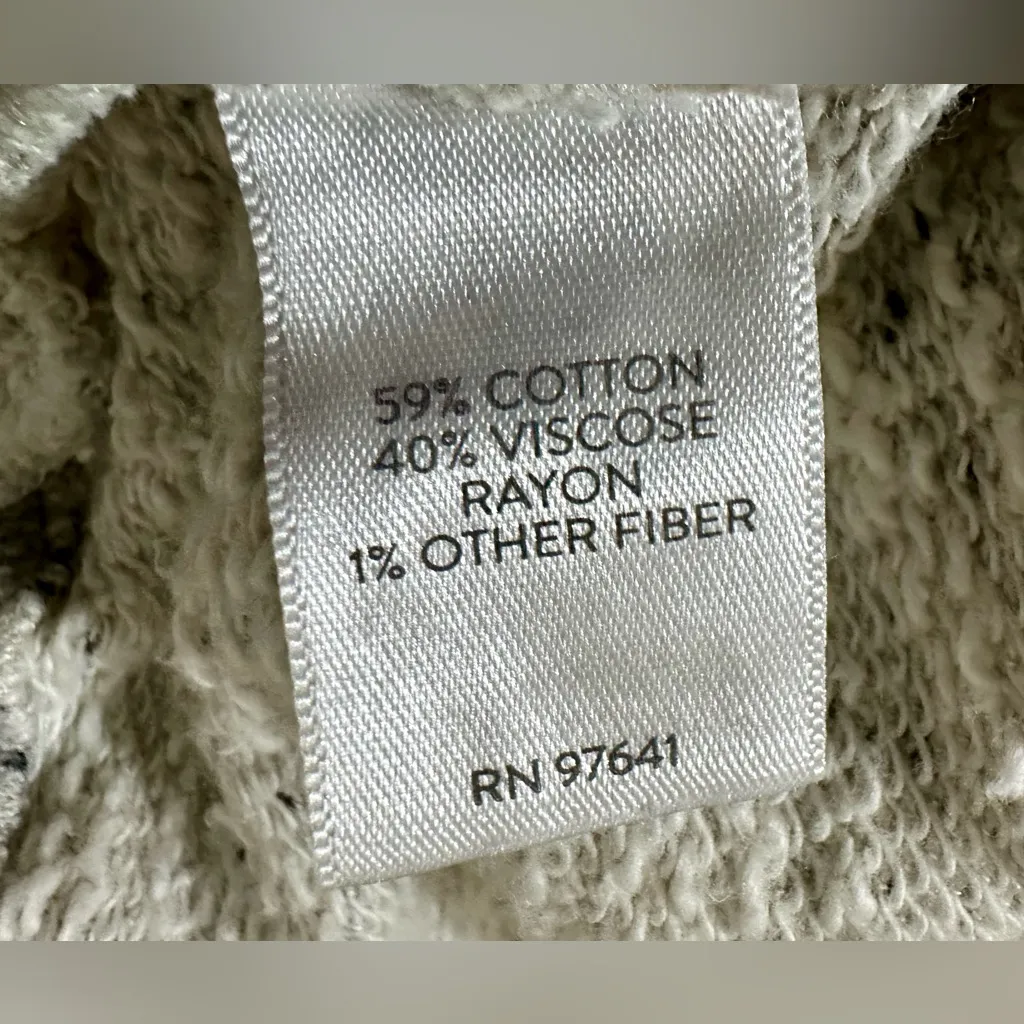 59% COTTON
40% VISCOSE
RAYON
1% OTHER FIBER
RN 97641